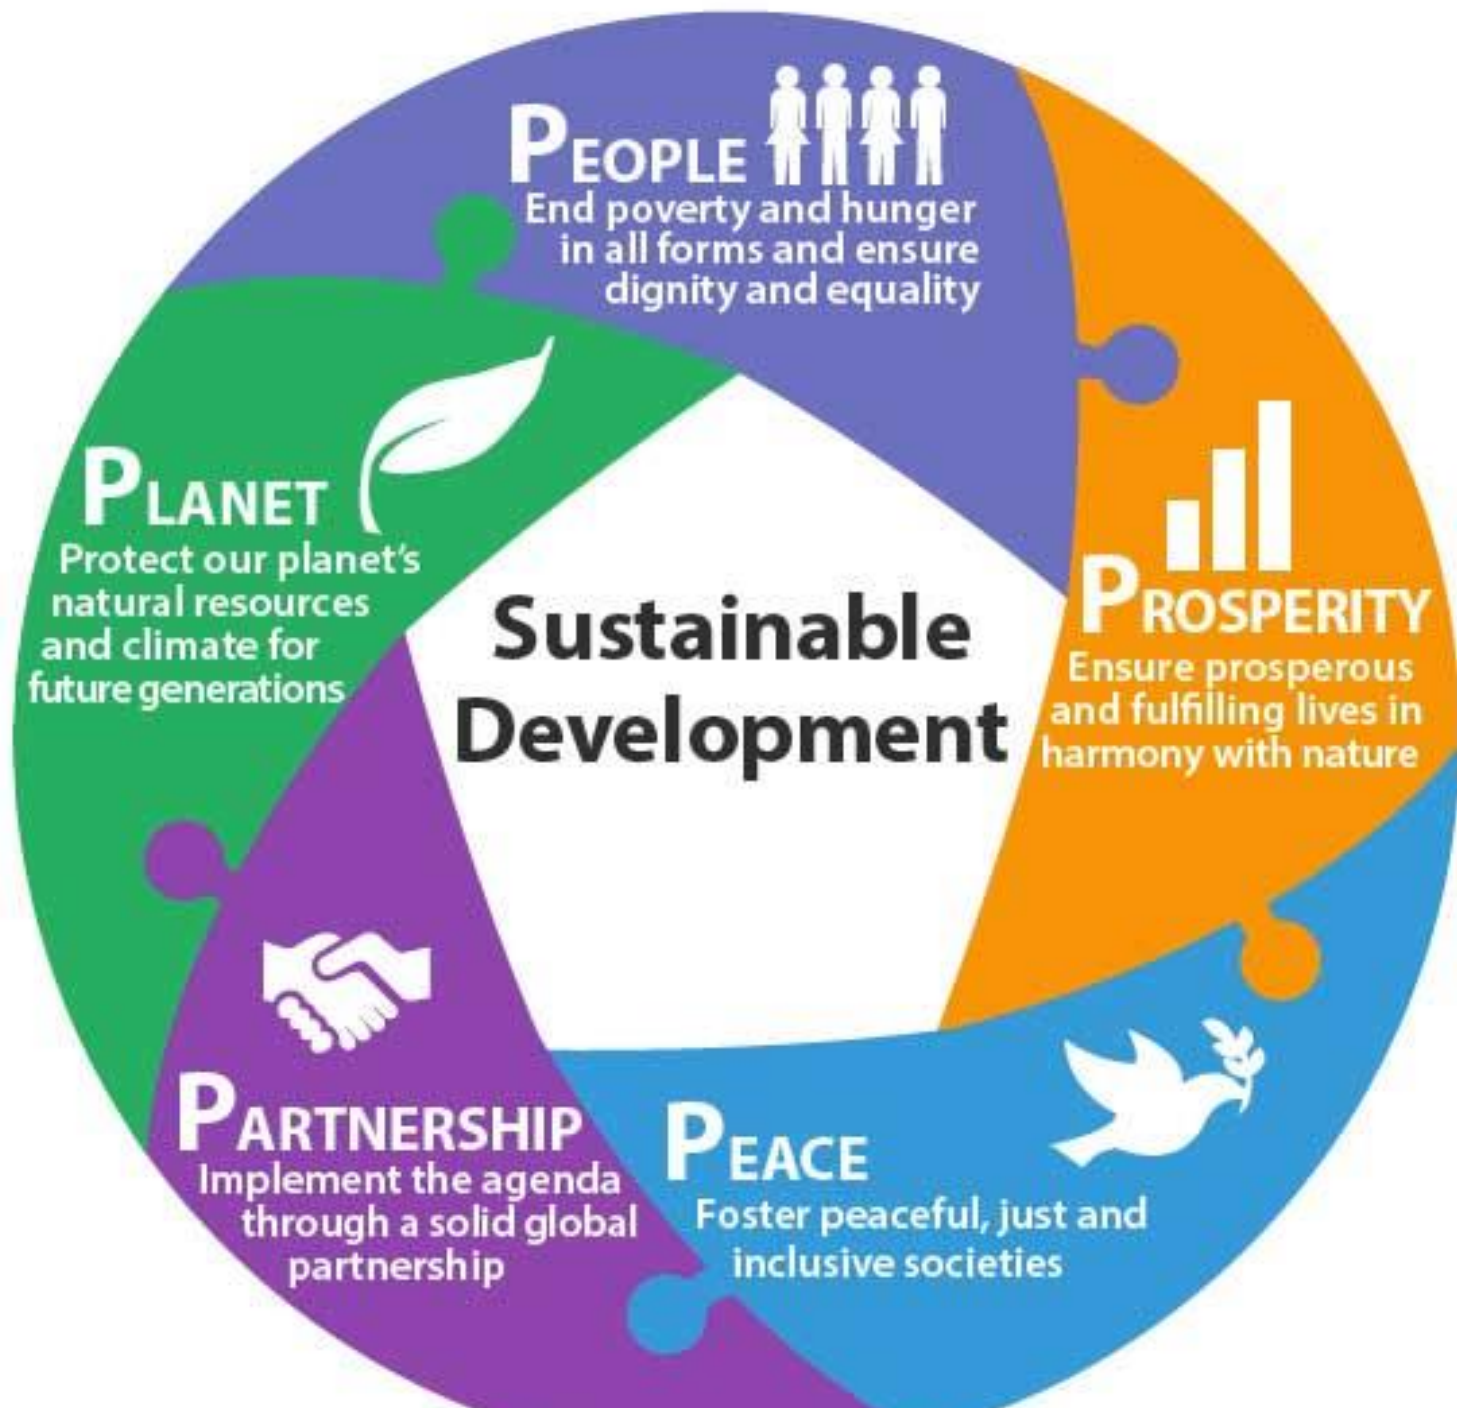 PEOPLE
End poverty and hunger
in all forms and ensure
dignity and equality
PROSPERITY
Ensure prosperous
and fulfilling lives in
harmony with nature
PEACE
Foster peaceful, just and
inclusive societies
PARTNERSHIP
Implement the agenda
through a solid global
partnership
PLANET
Protect our planet's
natural resources
and climate for
future generations
Sustainable
Development